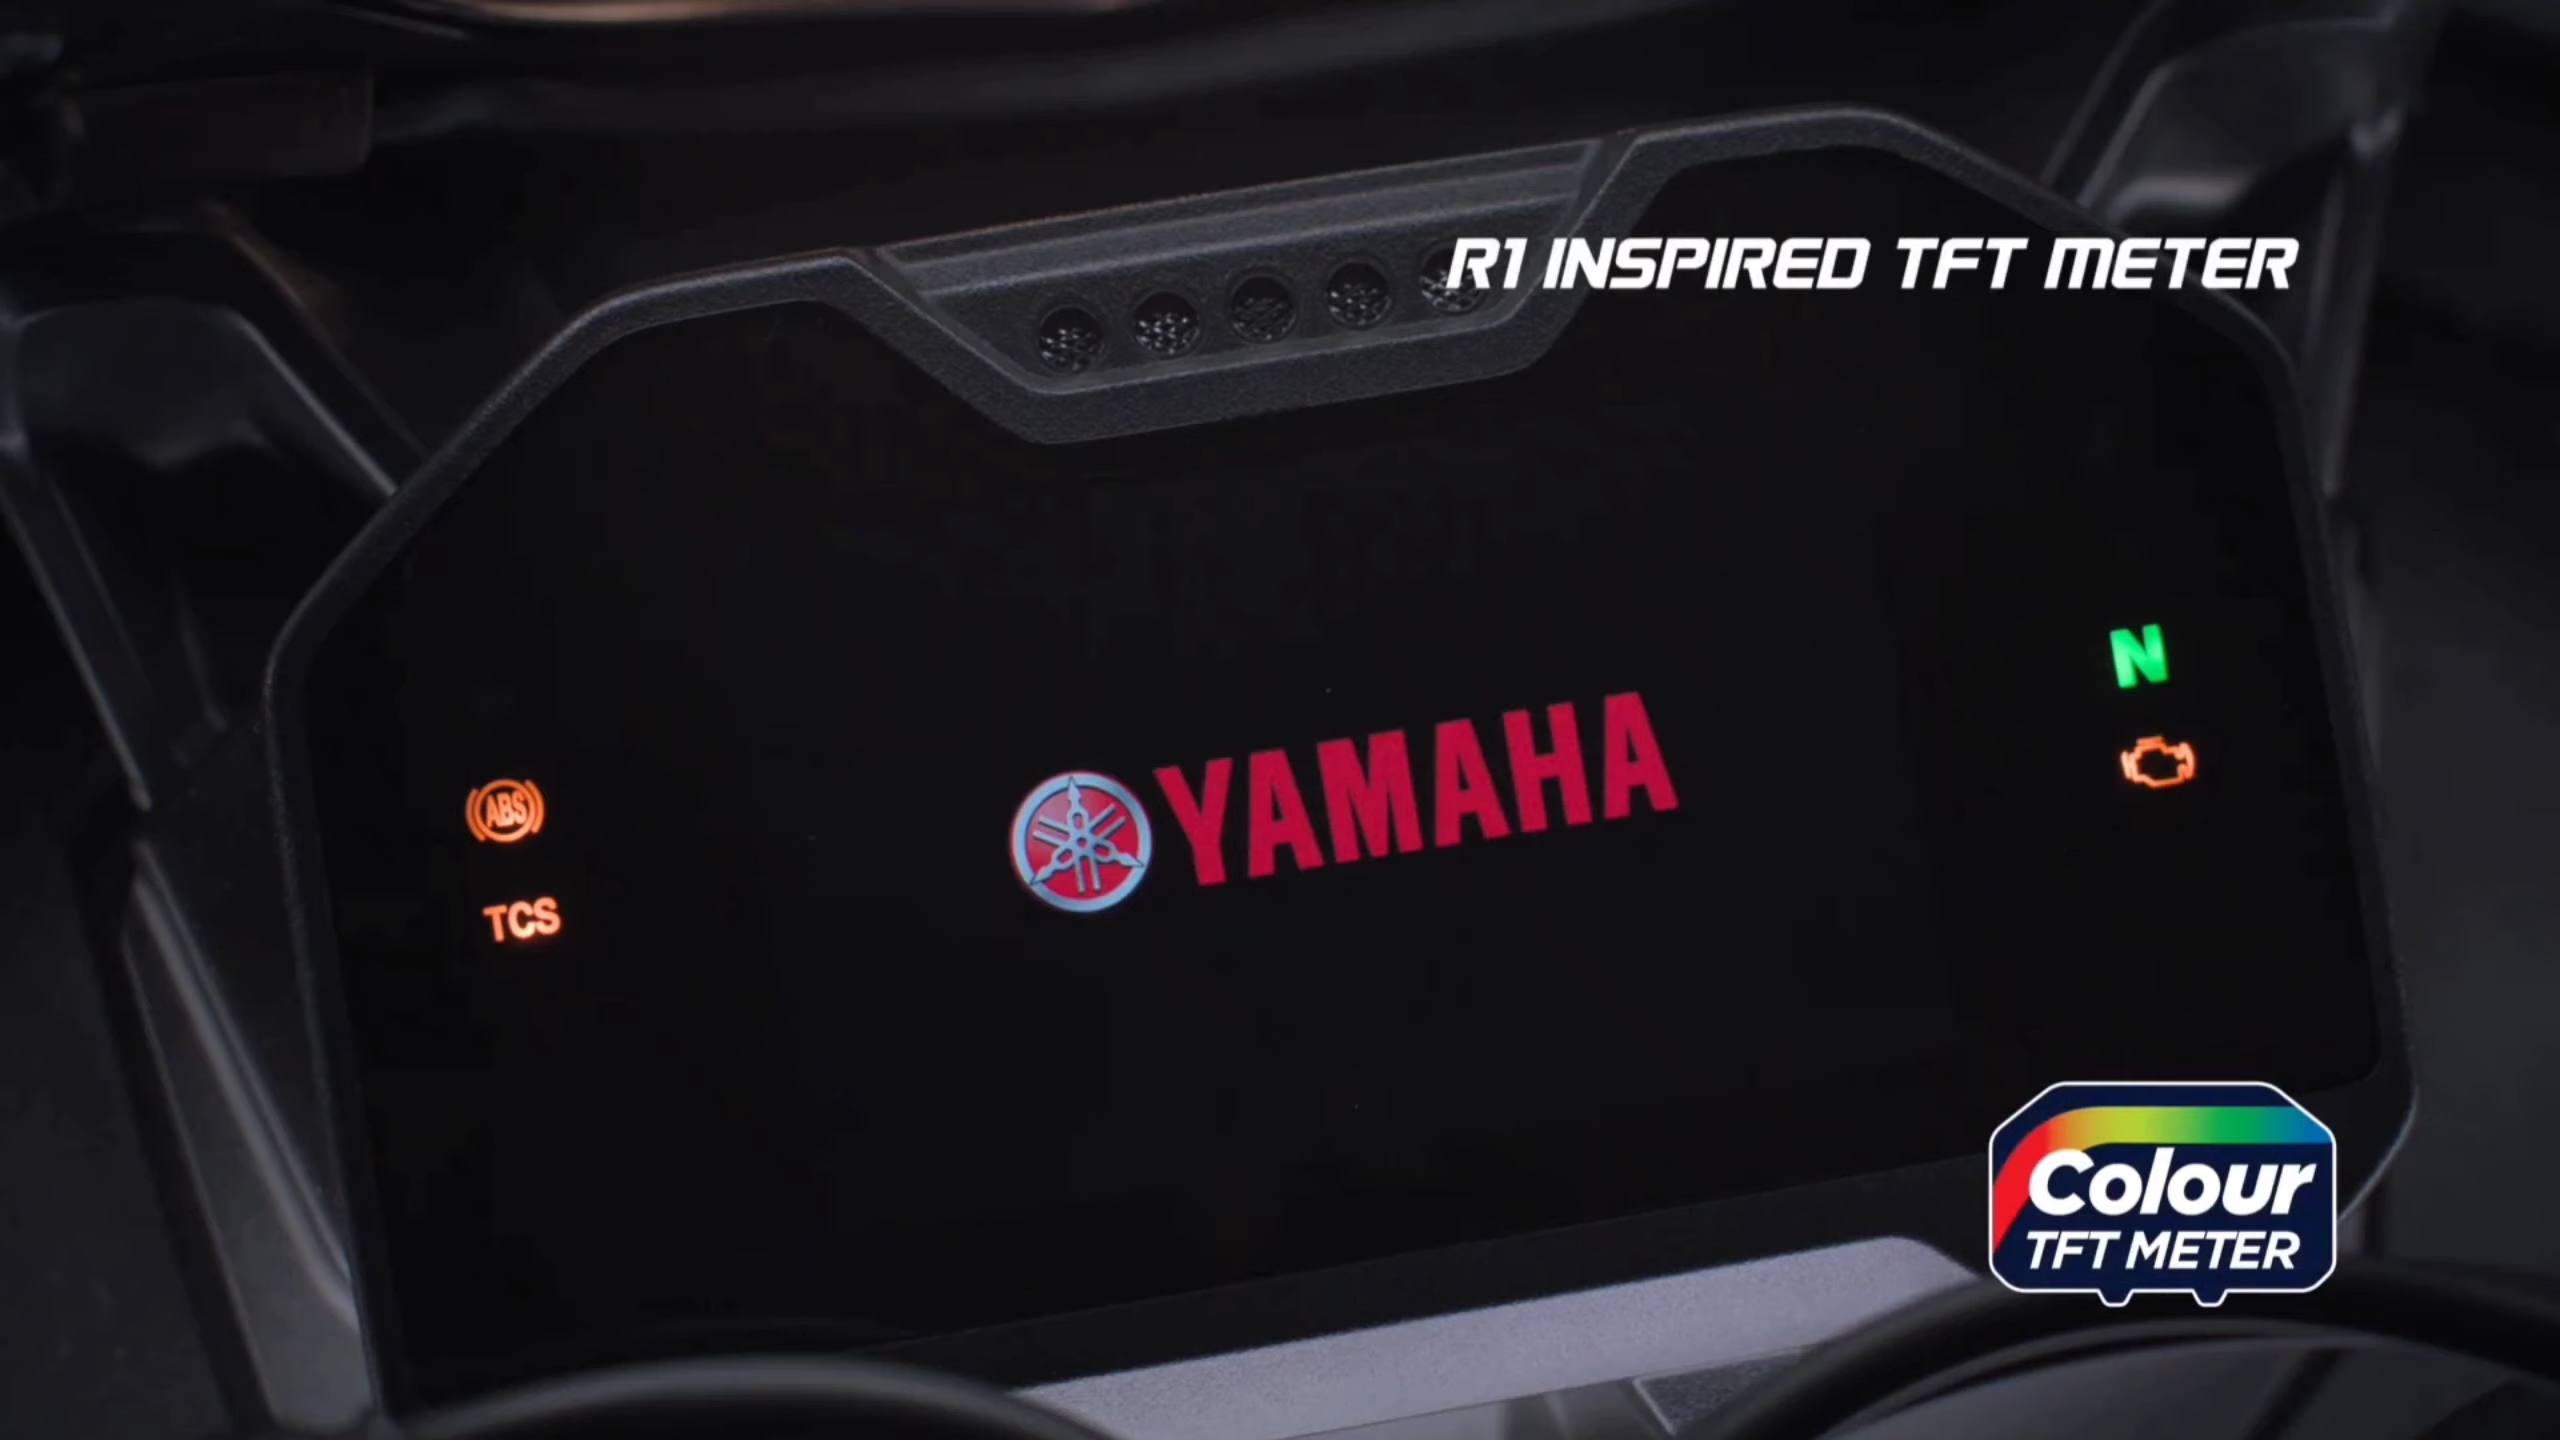 R1 INSPIRED TFT METER
N
YAMAHA
ABS
TCS
Colour
TFT METER